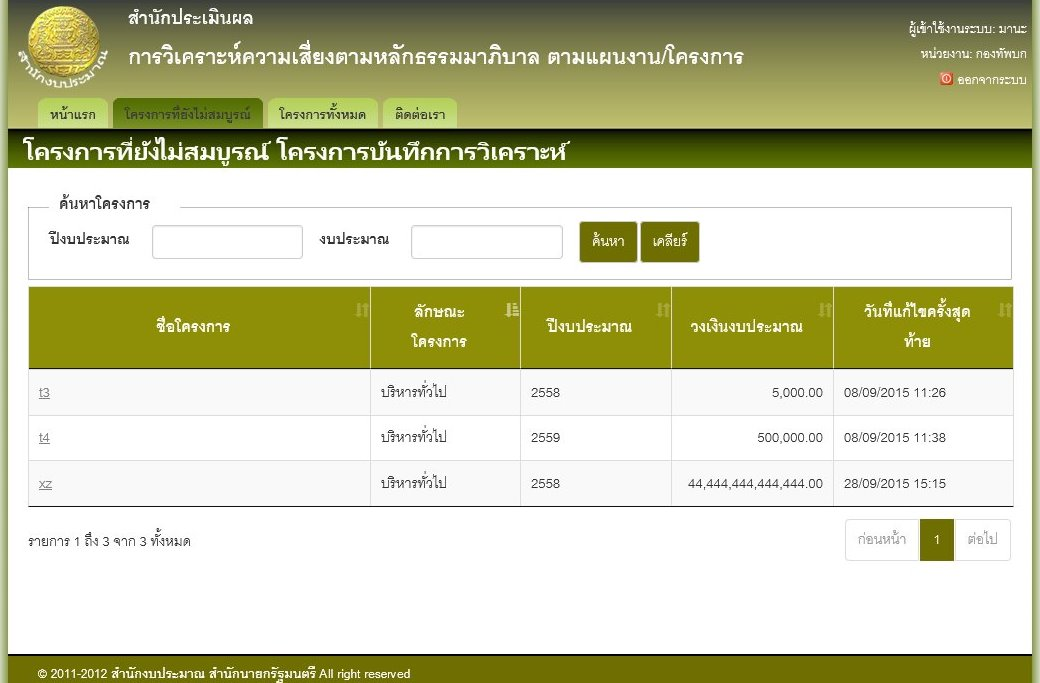 สำนักประเมินผล
การวิเคราะห์ความเสี่ยงตามหลักธรรมมาภิบาล ตามแผนงาน/โครงการ
ผู้เข้าใช้งานระบบ: มานะ
หน่วยงาน: กองทัพบก
ออกจากระบบ
สำนักงบประมาณ
หน้าแรก โครงการที่ยังไม่สมบูรณ์ โครงการทั้งหมด ติดต่อเรา
โครงการที่ยังไม่สมบูรณ์ โครงการบันทึกการวิเคราะห์
ค้นหาโครงการ
ปีงบประมาณ งบประมาณ ค้นหา เคลียร์
ชื่อโครงการ ลักษณะโครงการ ปีงบประมาณ วงเงินงบประมาณ วันที่แก้ไขครั้งสุดท้าย
t3 บริหารทั่วไป 2558 5,000.00 08/09/2015 11:26
t4 บริหารทั่วไป 2559 500,000.00 08/09/2015 11:38
xz บริหารทั่วไป 2558 44,444,444,444,444.00 28/09/2015 15:15
รายการ 1 ถึง 3 จาก 3 ทั้งหมด ก่อนหน้า 1 ต่อไป
© 2011-2012 สำนักงบประมาณ สำนักนายกรัฐมนตรี All right reserved